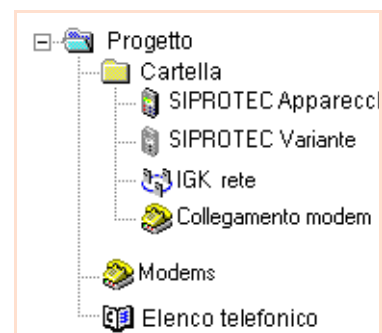 Progetto
Cartella
SIPROTEC Apparecc
SIPROTEC Variante
IGK rete
Collegamento modem
Modems
Elenco telefonico